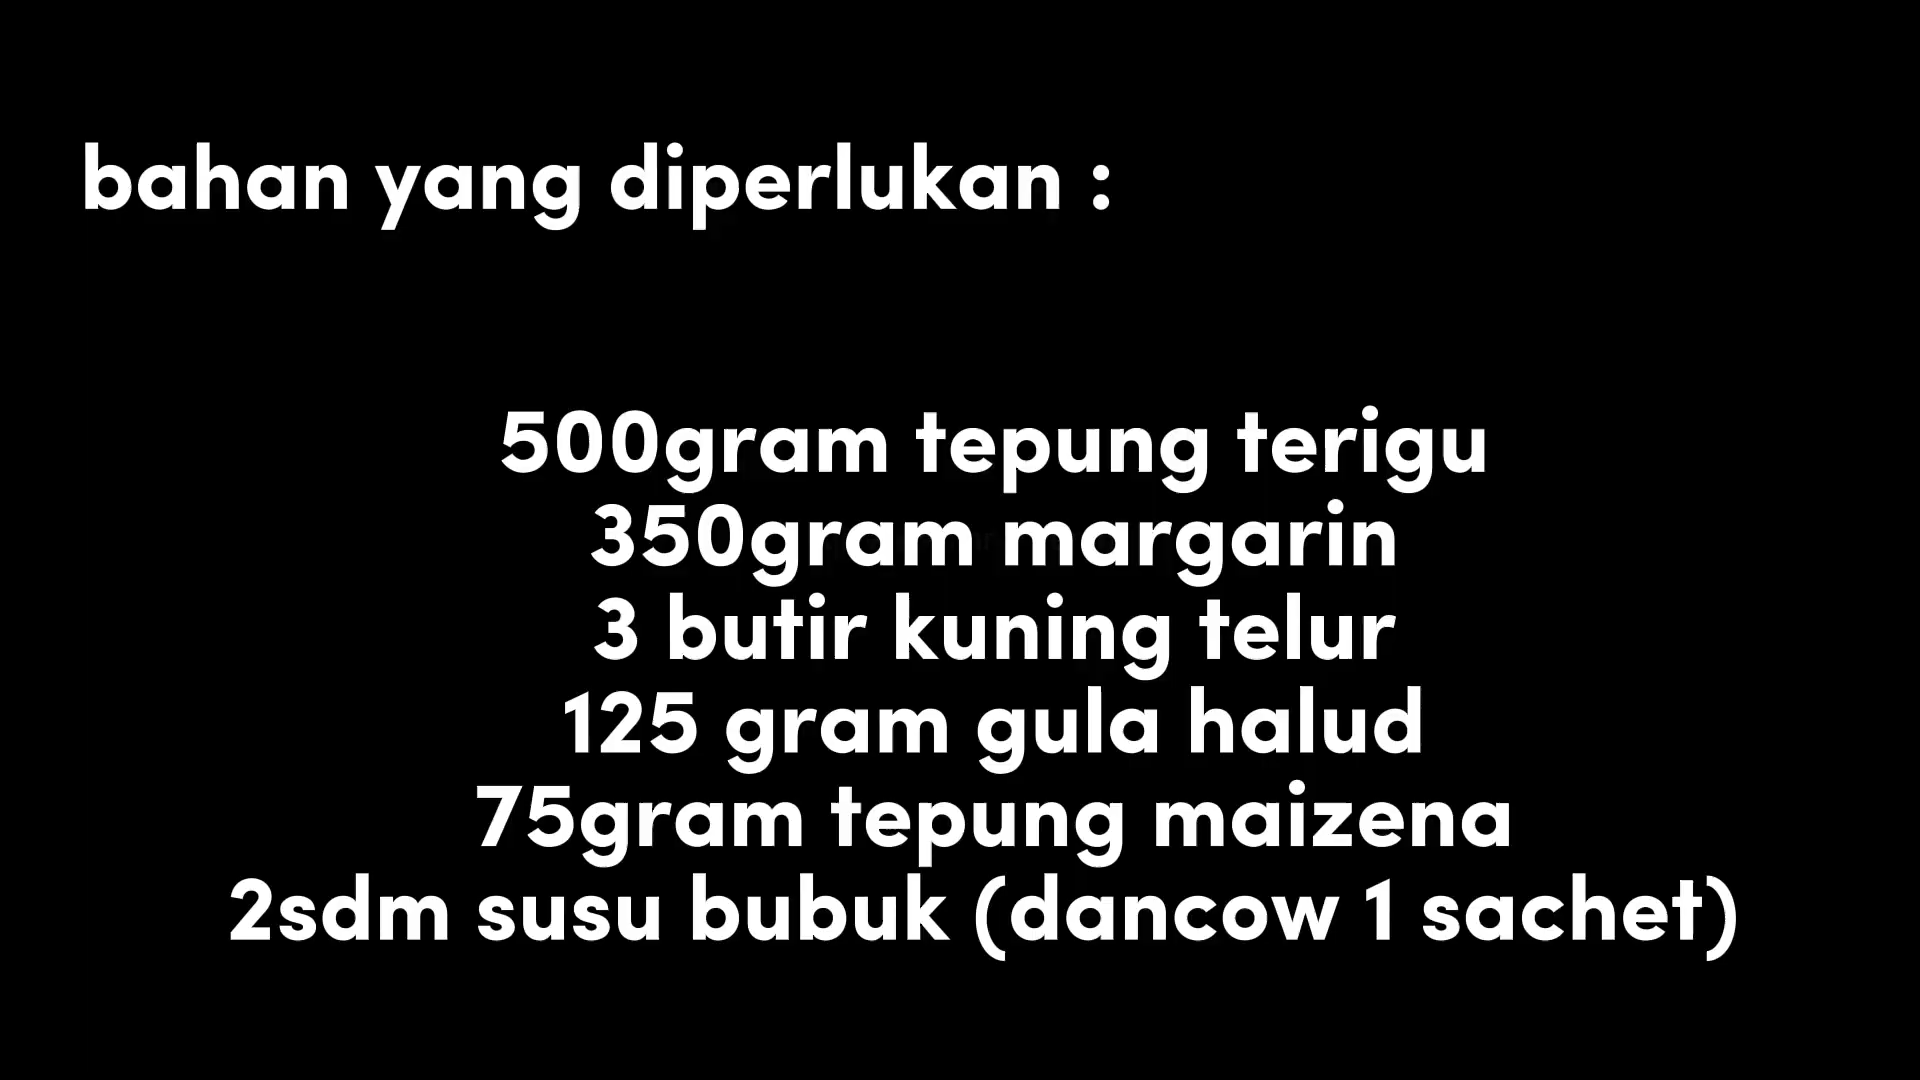 bahan yang diperlukan :
500gram tepung terigu
350gram margarin
3 butir kuning telur
125 gram gula halud
75gram tepung maizena
2sdm susu bubuk (dancow 1 sachet)